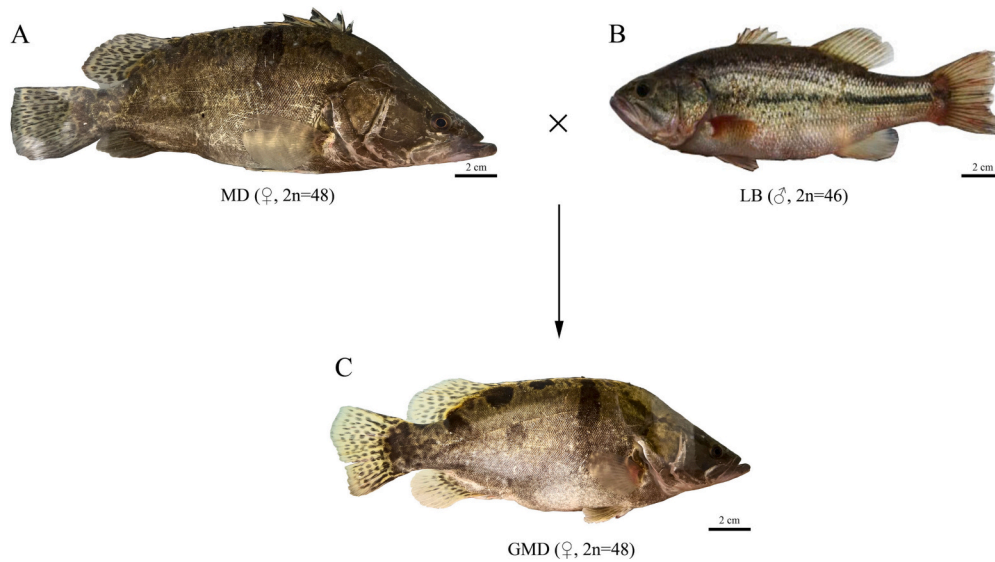 A
B
×
2 cm
2 cm
MD (♀, 2n=48)
LB (♂, 2n=46)
C
2 cm
GMD (♀, 2n=48)